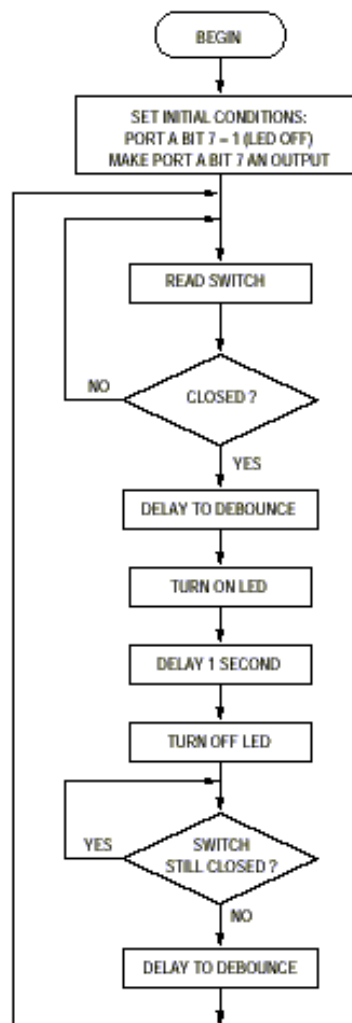 BEGIN
SET INITIAL CONDITIONS:
PORT A BIT 7 = 1 (LED OFF)
MAKE PORT A BIT 7 AN OUTPUT
READ SWITCH
CLOSED ?
NO
YES
DELAY TO DEBOUNCE
TURN ON LED
DELAY 1 SECOND
TURN OFF LED
SWITCH
STILL CLOSED ?
YES
NO
DELAY TO DEBOUNCE